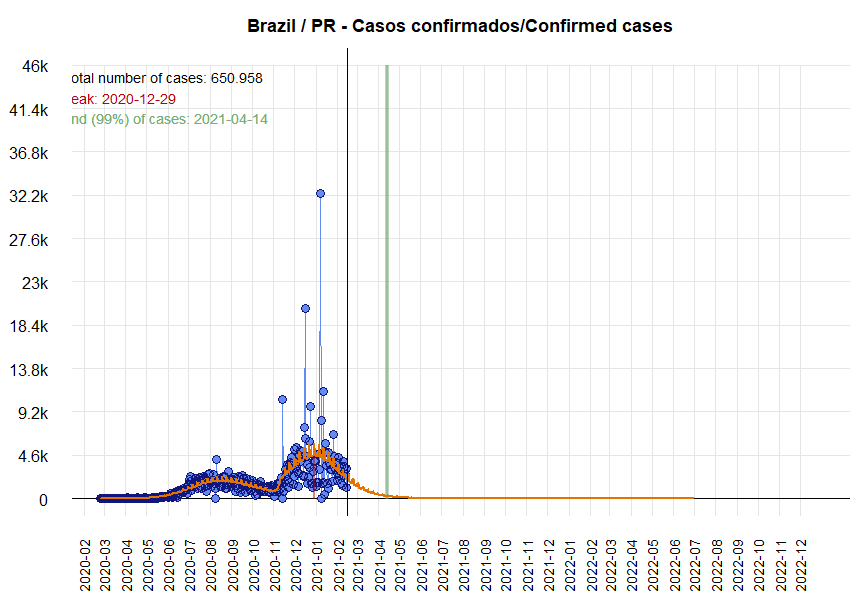 Brazil / PR - Casos confirmados/Confirmed cases
46k
otal number of cases: 650.958
eak: 2020-12-29
41.4k
nd (99%) of cases: 2021-04-14
36.8k
32.2k
27.6k
23k
18.4k
13.8k
9.2k
4.6k
0
2020-02
2020-03
2020-04
2020-05
2020-06
2020-07
2020-08
2020-09
2020-10
2020-11
2020-12
2021-01
2021-02
2021-03
2021-04
2021-05
2021-06
2021-07
2021-08
2021-09
2021-10
2021-11
2021-12
2022-01
2022-02
2022-03
2022-04
2022-05
2022-06
2022-07
2022-08
2022-09
2022-10
2022-11
2022-12